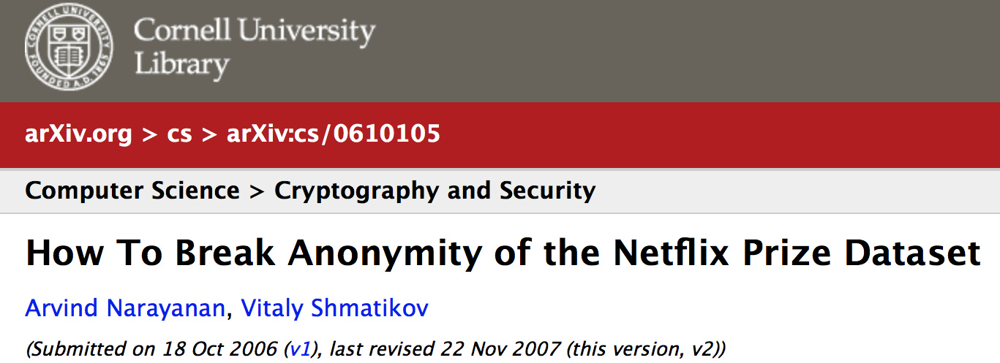 CORNELL UNIVERSITY
FOUNDED A.D. 1865
Cornell University
Library
arXiv.org > cs > arXiv:cs/0610105
Computer Science > Cryptography and Security
How To Break Anonymity of the Netflix Prize Dataset
Arvind Narayanan, Vitaly Shmatikov
(Submitted on 18 Oct 2006 (v1), last revised 22 Nov 2007 (this version, v2))